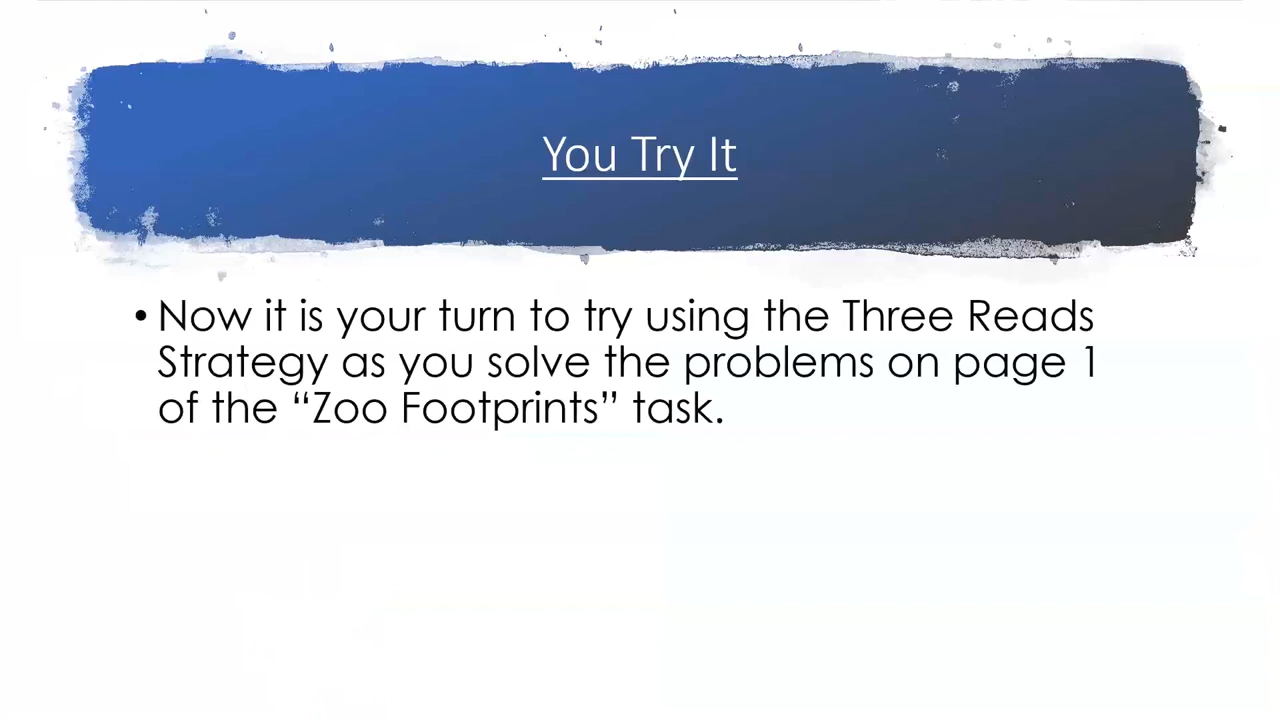 You Try It
• Now it is your turn to try using the Three Reads
Strategy as you solve the problems on page 1
of the “Zoo Footprints” task.